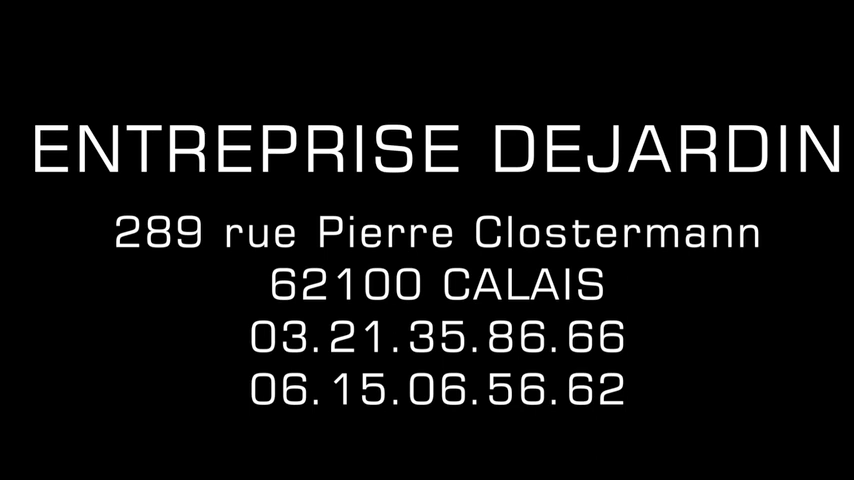 ENTREPRISE DEJARDIN
289 rue Pierre Clostermann
62100 CALAIS
03.21.35.86.66
06.15.06.56.62